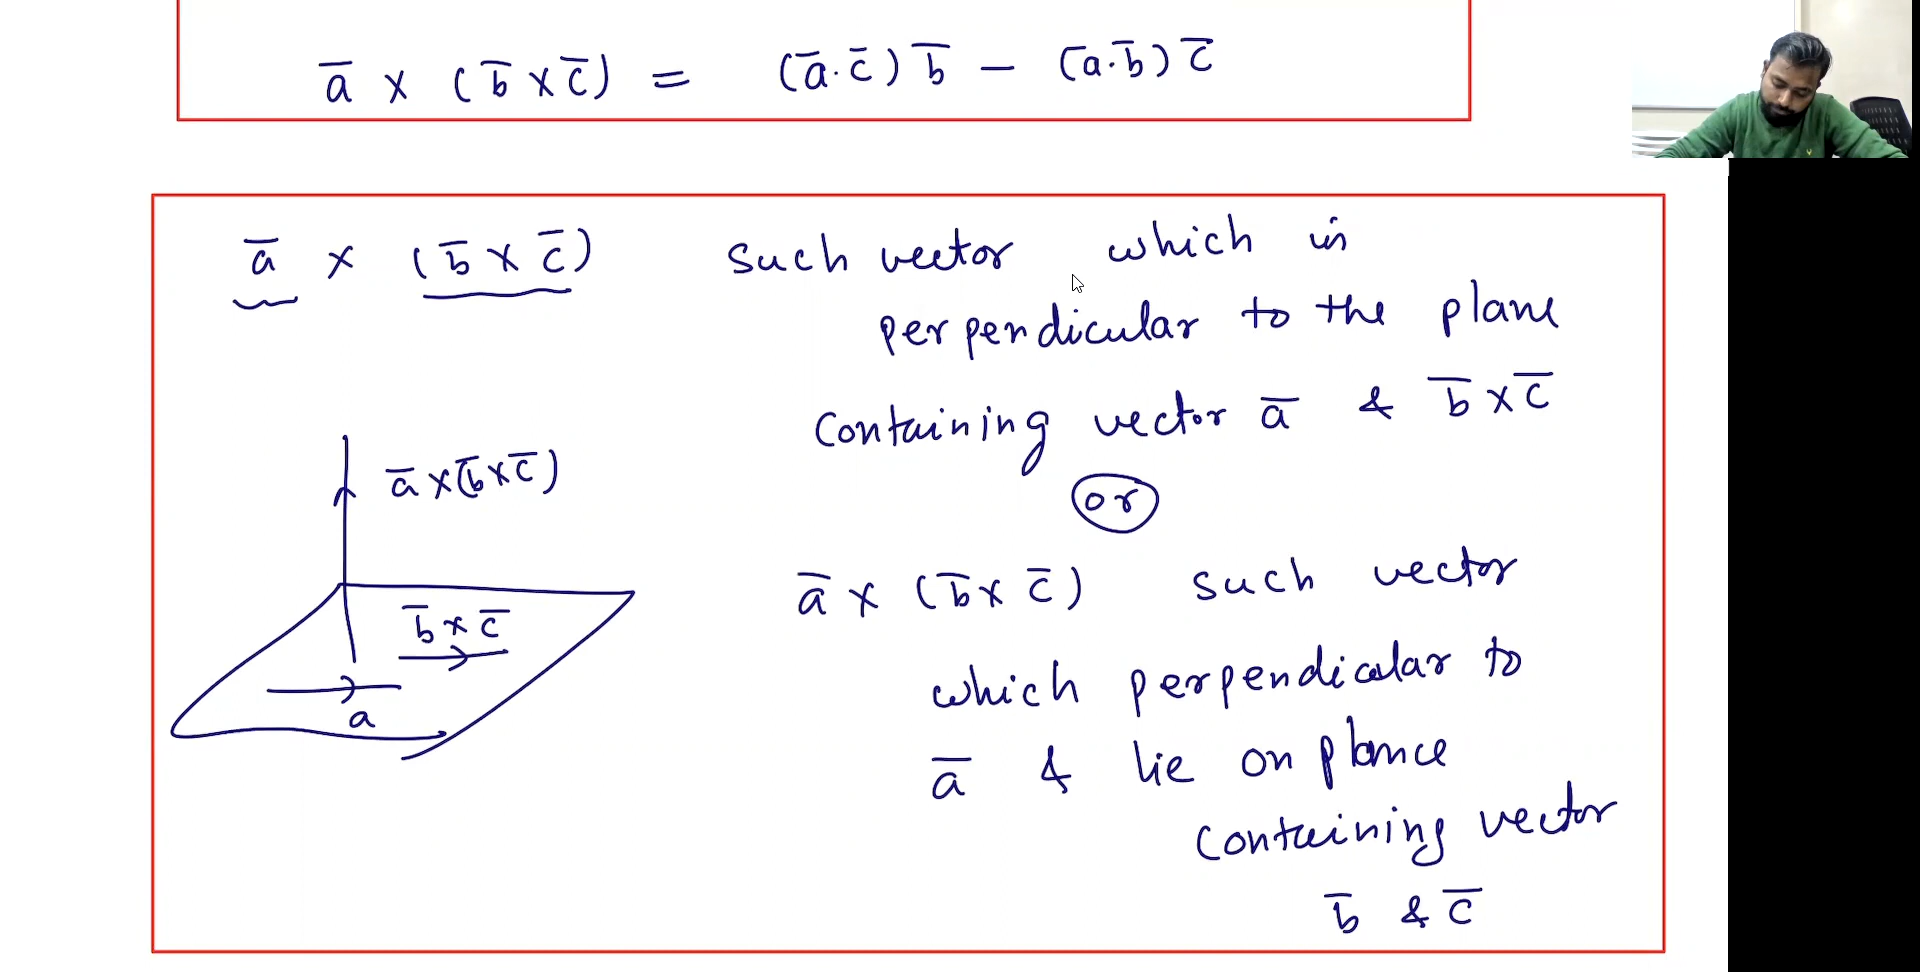 a̅ × (b̅ × c̅) = (a̅·c̅) b̅ − (a·b̅) c̅
a̅ × (b̅ × c̅) such vector which is
perpendicular to the plane
containing vector a̅ & b̅ × c̅
or
a̅ × (b̅ × c̅)
b̅ × c̅
a
a̅ × (b̅ × c̅) such vector
which perpendicular to
a̅ & lie on plance
containing vector
b̅ & c̅